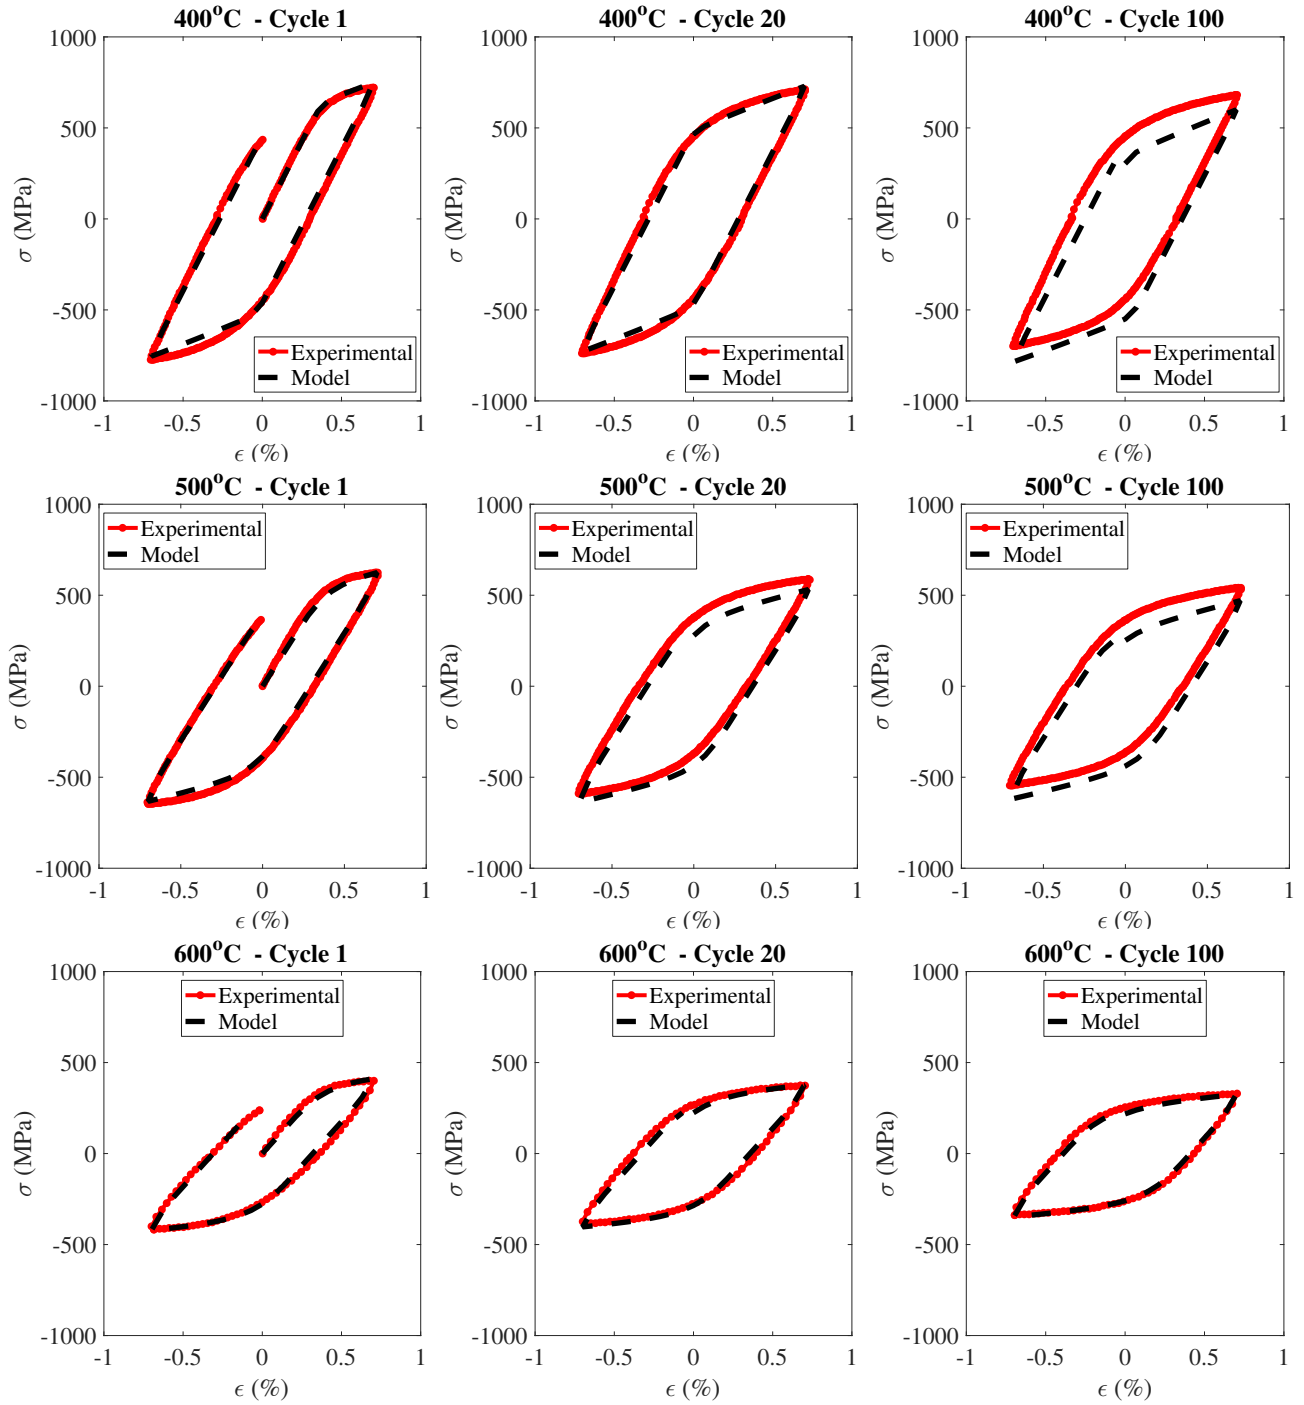 400°C - Cycle 1
1000
500
0
-500
-1000
σ (MPa)
Experimental
Model
-1 -0.5 0 0.5 1
ϵ (%)
400°C - Cycle 20
1000
500
0
-500
-1000
σ (MPa)
Experimental
Model
-1 -0.5 0 0.5 1
ϵ (%)
400°C - Cycle 100
1000
500
0
-500
-1000
σ (MPa)
Experimental
Model
-1 -0.5 0 0.5 1
ϵ (%)
500°C - Cycle 1
1000
Experimental
Model
500
0
-500
-1000
σ (MPa)
-1 -0.5 0 0.5 1
ϵ (%)
500°C - Cycle 20
1000
Experimental
Model
500
0
-500
-1000
σ (MPa)
-1 -0.5 0 0.5 1
ϵ (%)
500°C - Cycle 100
1000
Experimental
Model
500
0
-500
-1000
σ (MPa)
-1 -0.5 0 0.5 1
ϵ (%)
600°C - Cycle 1
1000
Experimental
Model
500
0
-500
-1000
σ (MPa)
-1 -0.5 0 0.5 1
ϵ (%)
600°C - Cycle 20
1000
Experimental
Model
500
0
-500
-1000
σ (MPa)
-1 -0.5 0 0.5 1
ϵ (%)
600°C - Cycle 100
1000
Experimental
Model
500
0
-500
-1000
σ (MPa)
-1 -0.5 0 0.5 1
ϵ (%)